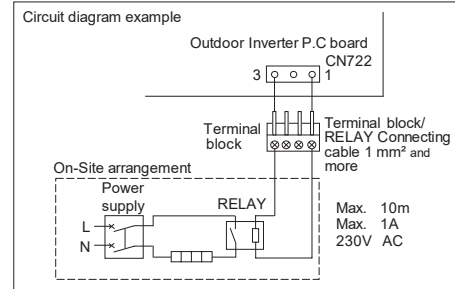 Circuit diagram example
Outdoor Inverter P.C board
CN722
3 1
Terminal block
Terminal block/
RELAY Connecting
cable 1 mm² and
more
On-Site arrangement
Power
supply
RELAY
L
N
Max. 10m
Max. 1A
230V AC